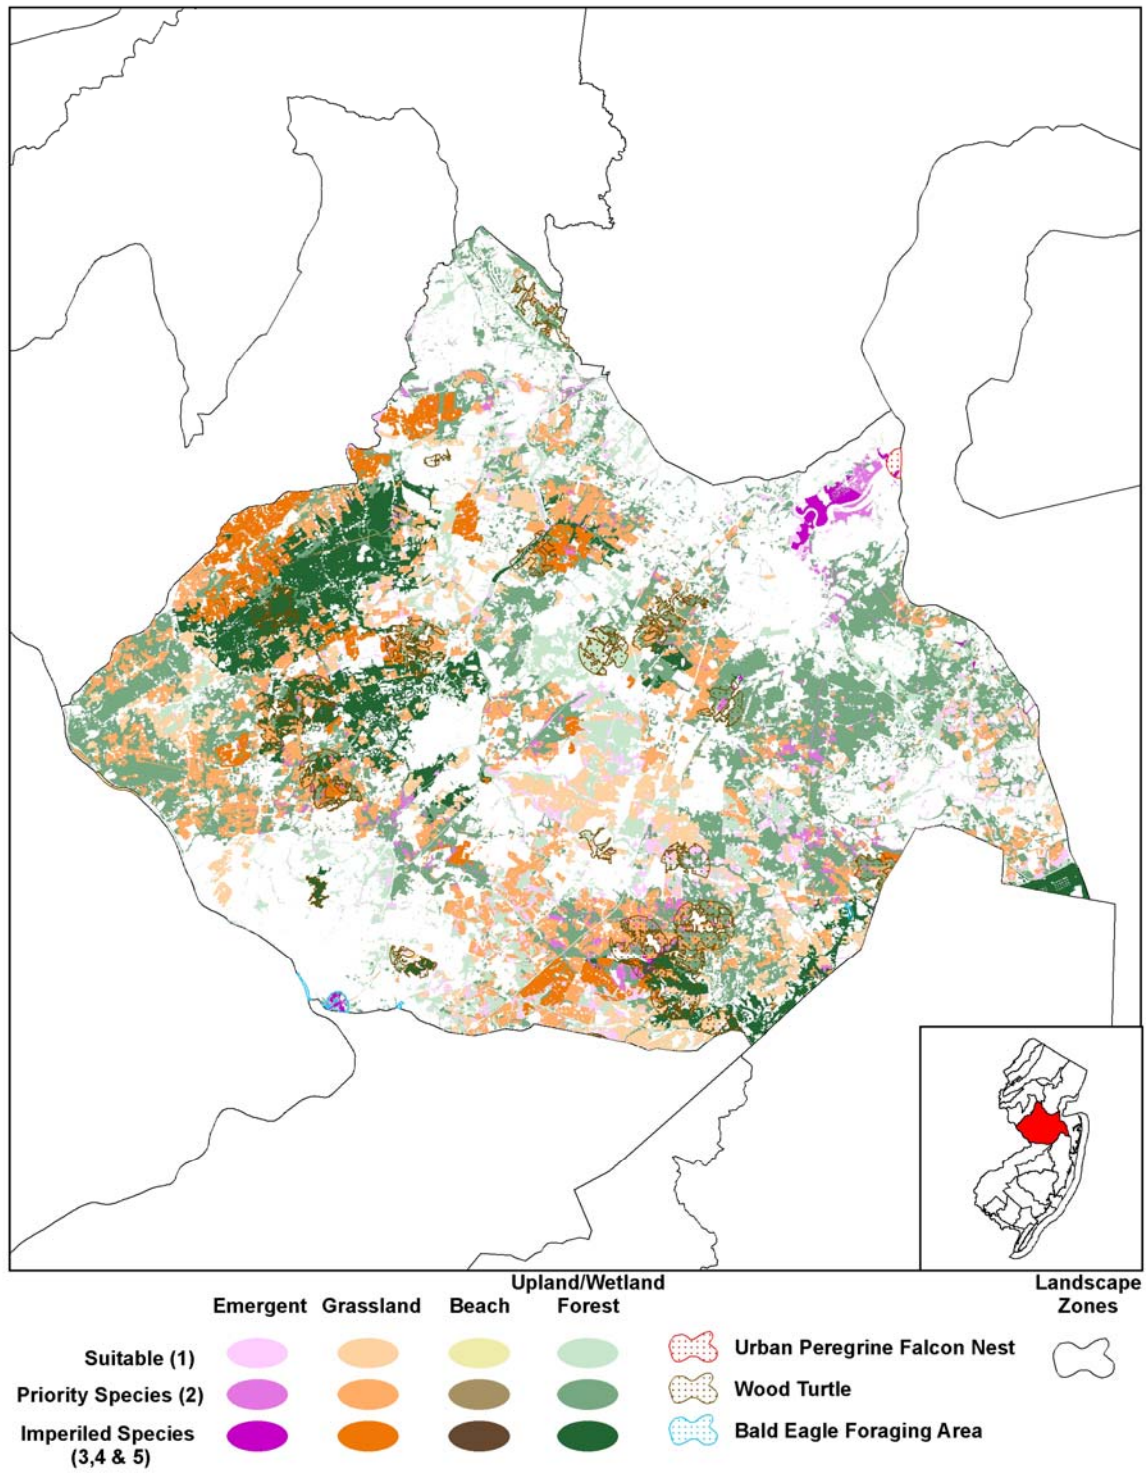 Upland/Wetland
Landscape
Emergent Grassland Beach Forest
Zones
Suitable (1)
Urban Peregrine Falcon Nest
Priority Species (2)
Wood Turtle
Imperiled Species
Bald Eagle Foraging Area
(3,4 & 5)